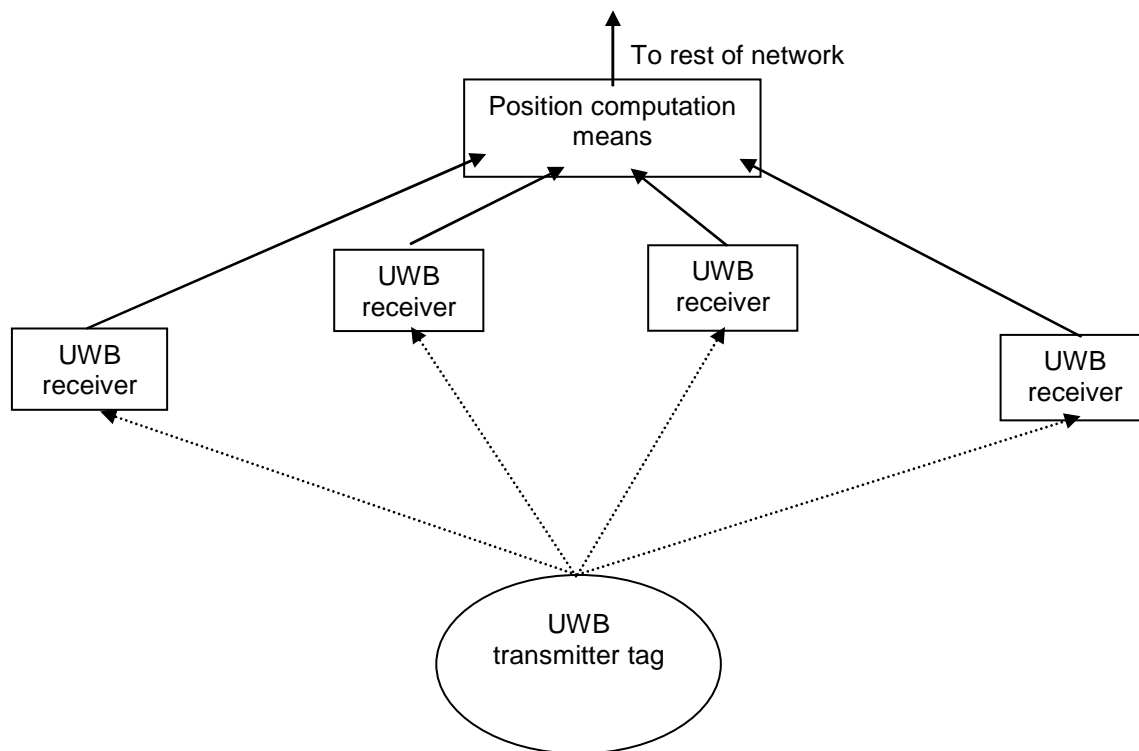 To rest of network
Position computation
means
UWB
receiver
UWB
receiver
UWB
receiver
UWB
receiver
UWB
transmitter tag